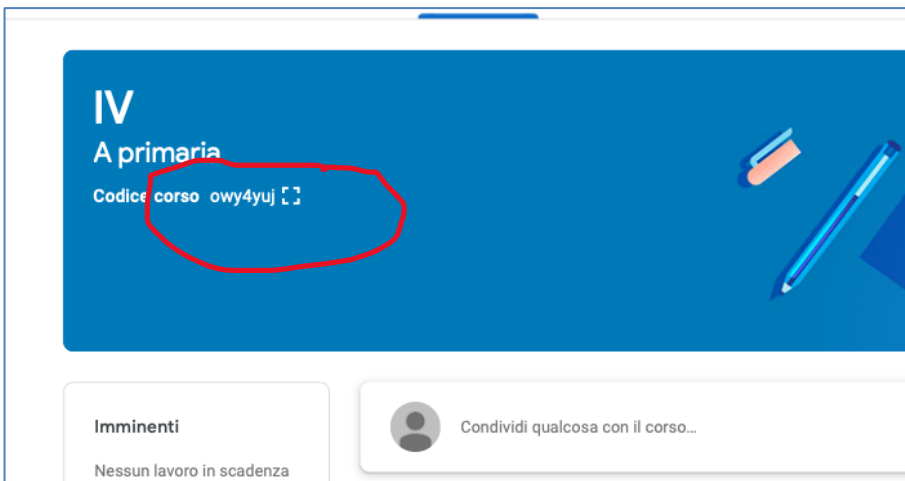 IV
A primaria
Codice corso owy4yuj
Imminenti
Nessun lavoro in scadenza
Condividi qualcosa con il corso...